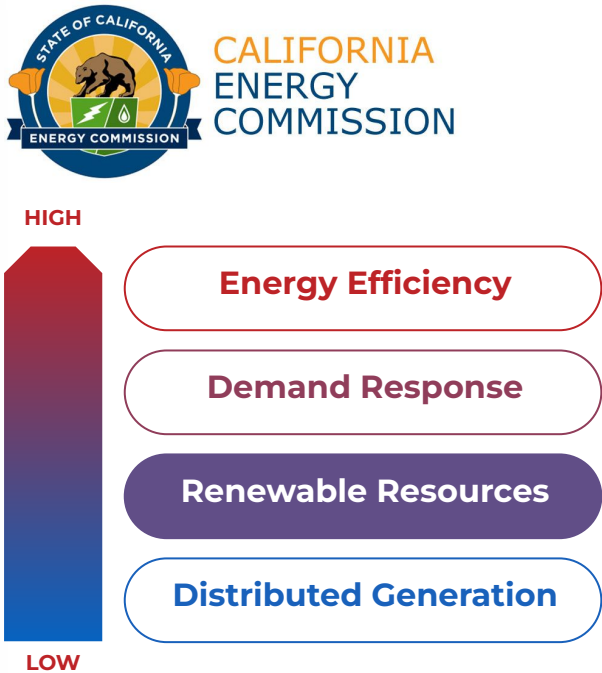 STATE OF CALIFORNIA
ENERGY COMMISSION
CALIFORNIA
ENERGY
COMMISSION
HIGH
Energy Efficiency
Demand Response
Renewable Resources
Distributed Generation
LOW